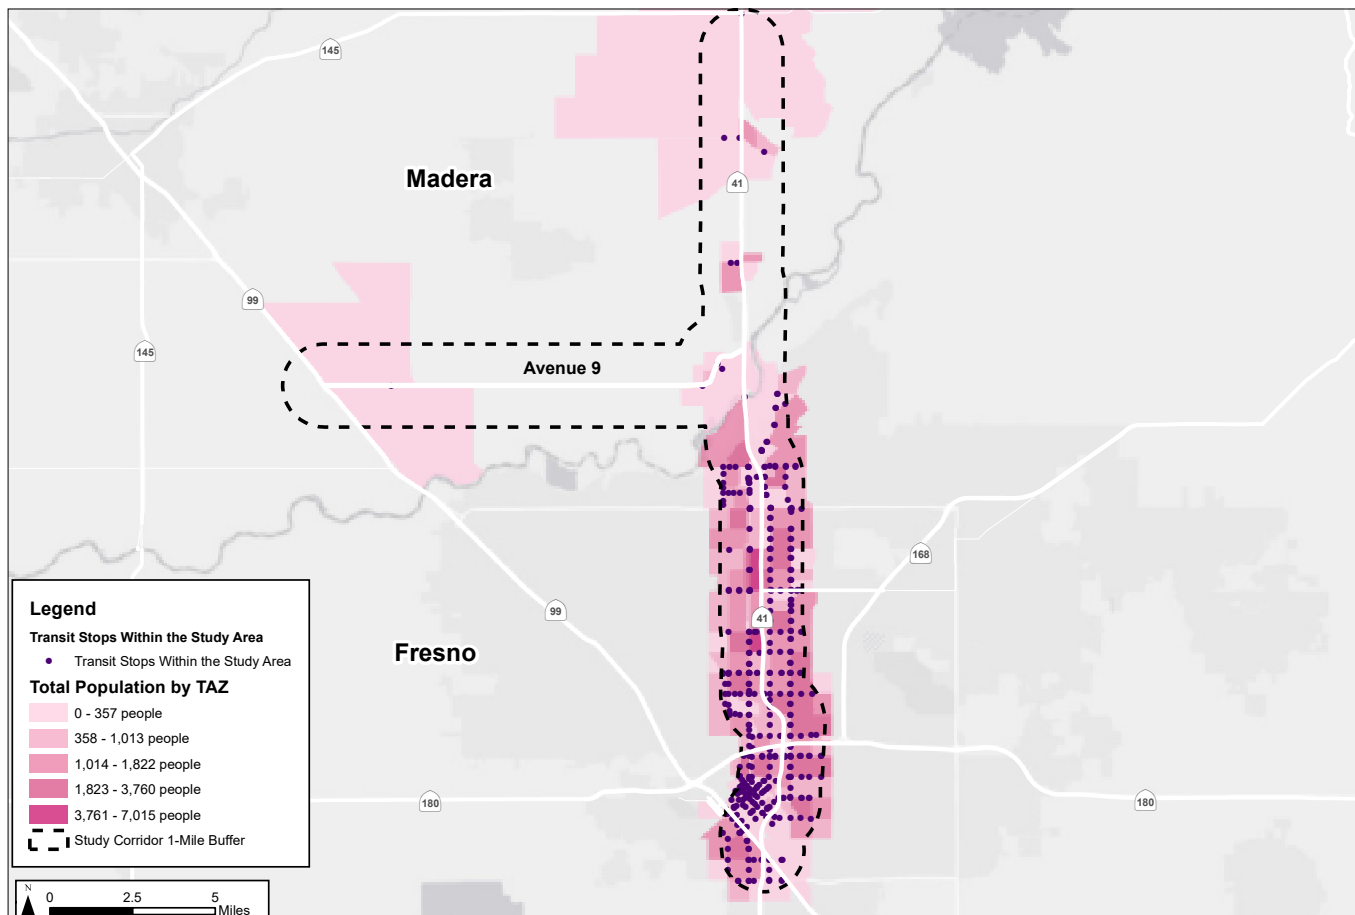 145
Madera
41
99
145
Avenue 9
168
99
41
Fresno
180
180
Legend
Transit Stops Within the Study Area
Transit Stops Within the Study Area
Total Population by TAZ
0 - 357 people
358 - 1,013 people
1,014 - 1,822 people
1,823 - 3,760 people
3,761 - 7,015 people
Study Corridor 1-Mile Buffer
N
0 2.5 5
Miles